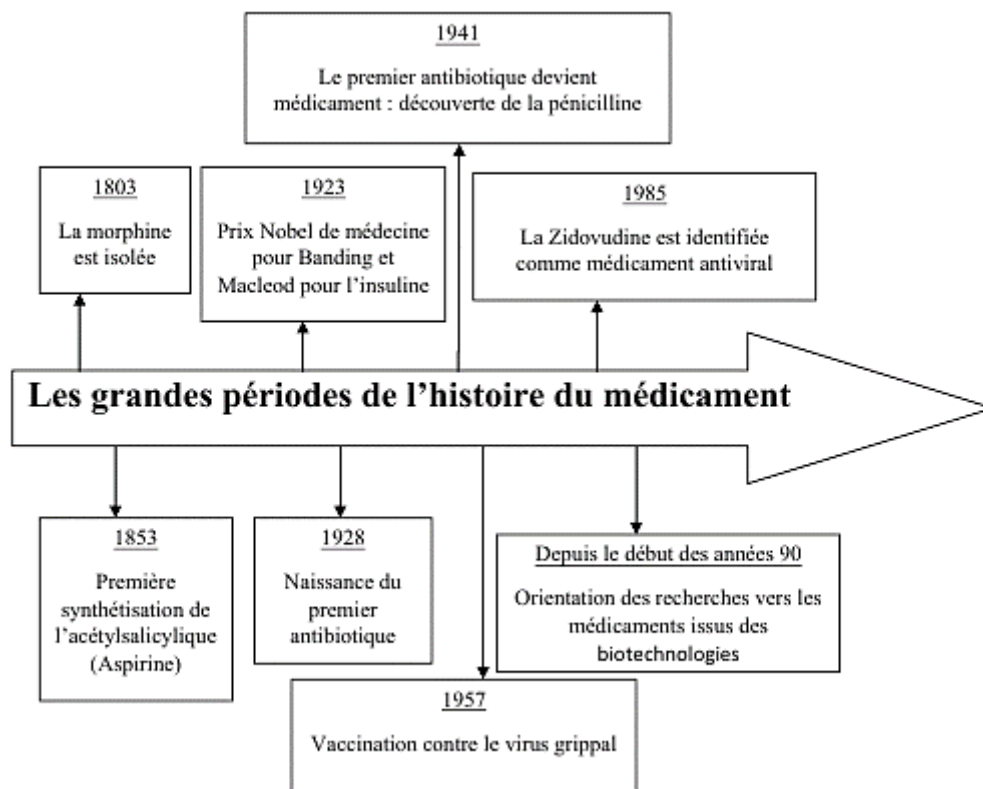 1941
Le premier antibiotique devient
médicament : découverte de la pénicilline
1803
La morphine
est isolée
1923
Prix Nobel de médecine
pour Banding et
Macleod pour l’insuline
1985
La Zidovudine est identifiée
comme médicament antiviral
Les grandes périodes de l’histoire du médicament
1853
Première
synthétisation de
l’acétylsalicylique
(Aspirine)
1928
Naissance du
premier
antibiotique
Depuis le début des années 90
Orientation des recherches vers les
médicaments issus des
biotechnologies
1957
Vaccination contre le virus grippal